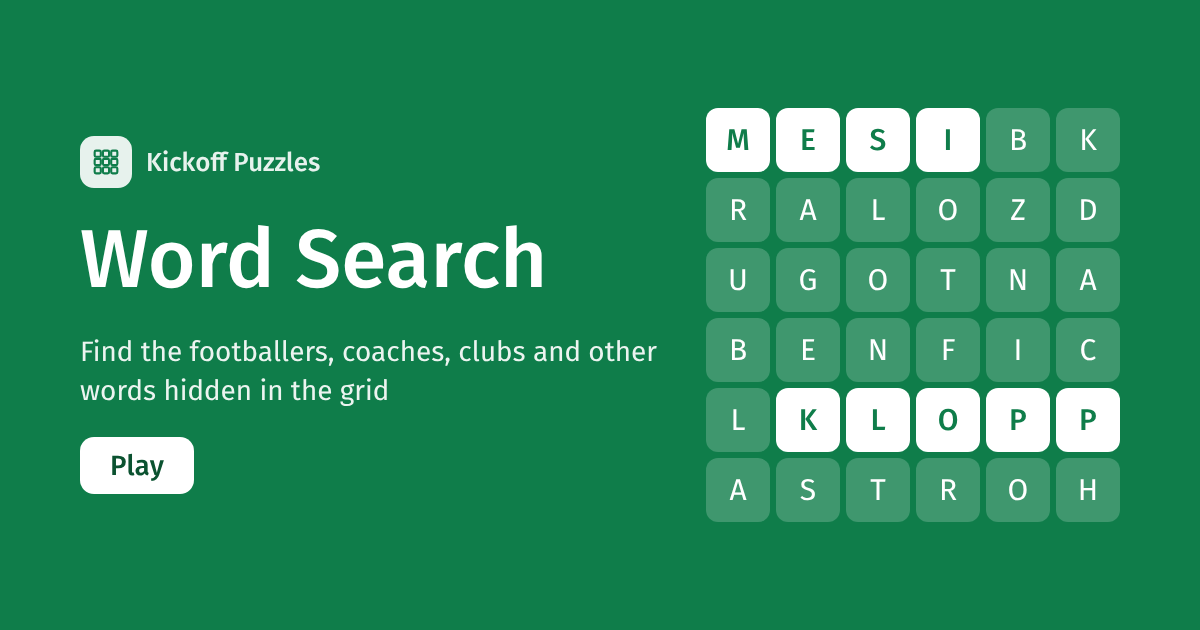 Kickoff Puzzles
Word Search
Find the footballers, coaches, clubs and other
words hidden in the grid
Play
M E S I B K
R A L O Z D
U G O T N A
B E N F I C
L K L O P P
A S T R O H